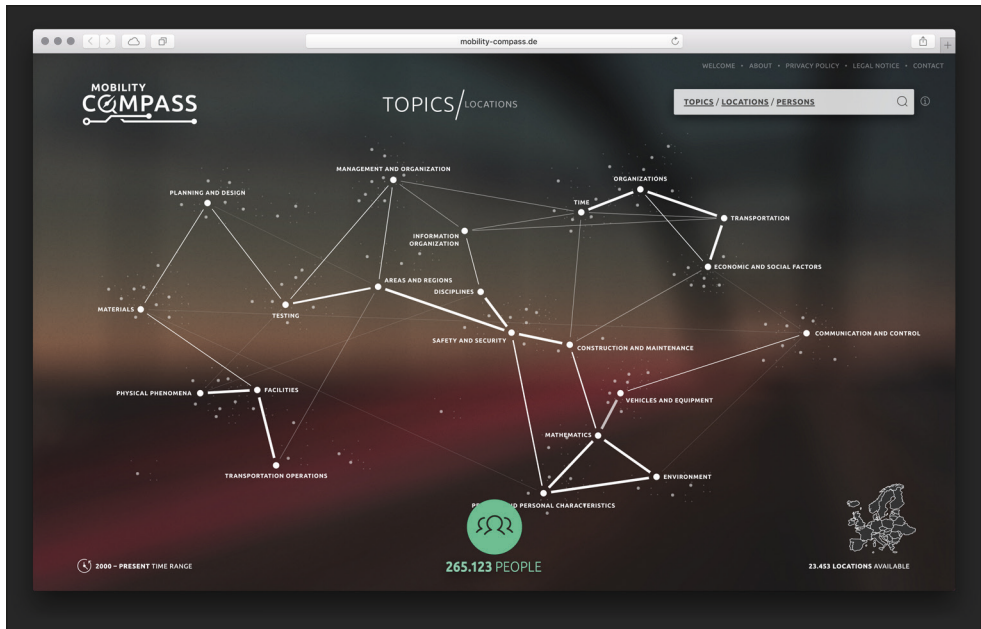 mobility-compass.de
WELCOME • ABOUT • PRIVACY POLICY • LEGAL NOTICE • CONTACT
MOBILITY
COMPASS
TOPICS/LOCATIONS
TOPICS / LOCATIONS / PERSONS
MANAGEMENT AND ORGANIZATION
ORGANIZATIONS
PLANNING AND DESIGN
TIME
TRANSPORTATION
INFORMATION
ORGANIZATION
ECONOMIC AND SOCIAL FACTORS
AREAS AND REGIONS
DISCIPLINES
MATERIALS
TESTING
COMMUNICATION AND CONTROL
SAFETY AND SECURITY
CONSTRUCTION AND MAINTENANCE
PHYSICAL PHENOMENA
FACILITIES
VEHICLES AND EQUIPMENT
MATHEMATICS
TRANSPORTATION OPERATIONS
ENVIRONMENT
PERSONAL CHARACTERISTICS
2000 – PRESENT TIME RANGE
265.123 PEOPLE
23.453 LOCATIONS AVAILABLE